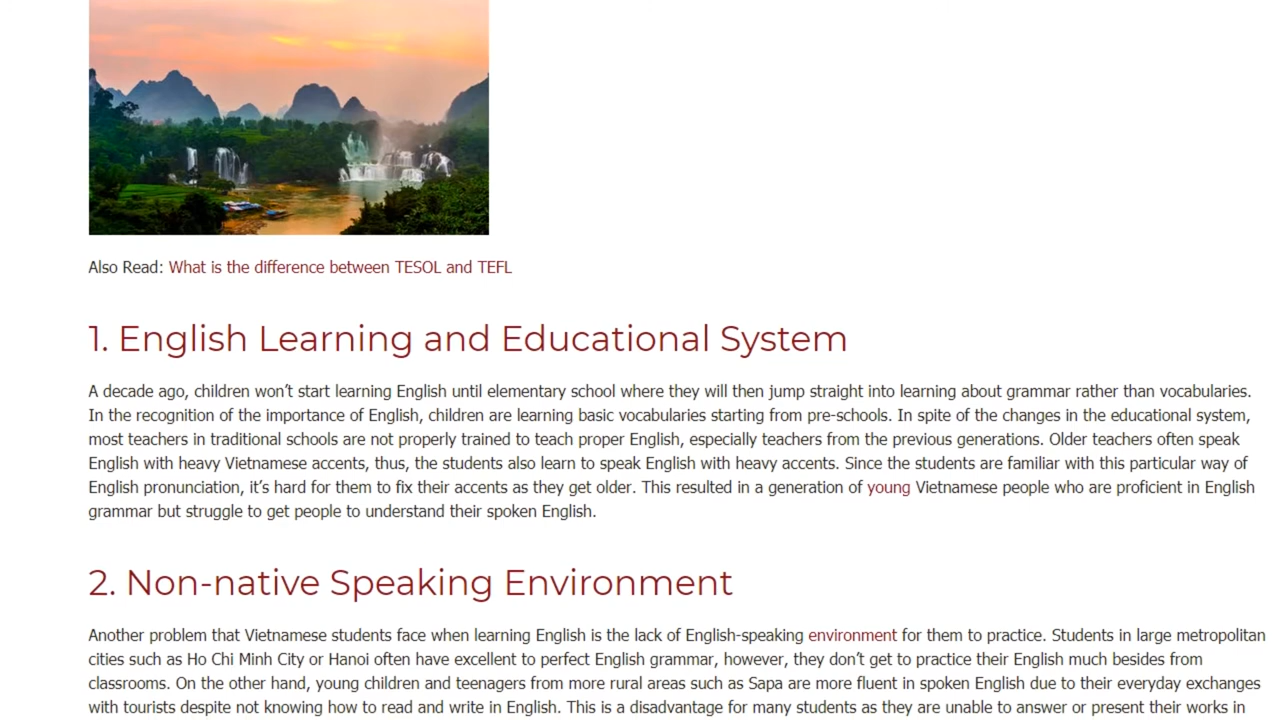 Also Read: What is the difference between TESOL and TEFL
1. English Learning and Educational System
A decade ago, children won’t start learning English until elementary school where they will then jump straight into learning about grammar rather than vocabularies.
In the recognition of the importance of English, children are learning basic vocabularies starting from pre-schools. In spite of the changes in the educational system,
most teachers in traditional schools are not properly trained to teach proper English, especially teachers from the previous generations. Older teachers often speak
English with heavy Vietnamese accents, thus, the students also learn to speak English with heavy accents. Since the students are familiar with this particular way of
English pronunciation, it’s hard for them to fix their accents as they get older. This resulted in a generation of young Vietnamese people who are proficient in English
grammar but struggle to get people to understand their spoken English.
2. Non-native Speaking Environment
Another problem that Vietnamese students face when learning English is the lack of English-speaking environment for them to practice. Students in large metropolitan
cities such as Ho Chi Minh City or Hanoi often have excellent to perfect English grammar, however, they don’t get to practice their English much besides from
classrooms. On the other hand, young children and teenagers from more rural areas such as Sapa are more fluent in spoken English due to their everyday exchanges
with tourists despite not knowing how to read and write in English. This is a disadvantage for many students as they are unable to answer or present their works in